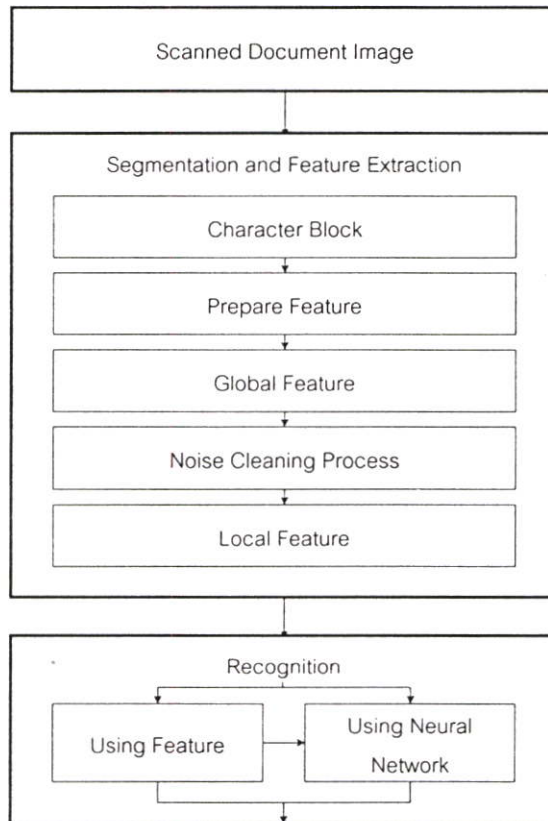 Scanned Document Image
Segmentation and Feature Extraction
Character Block
Prepare Feature
Global Feature
Noise Cleaning Process
Local Feature
Recognition
Using Feature
Using Neural
Network